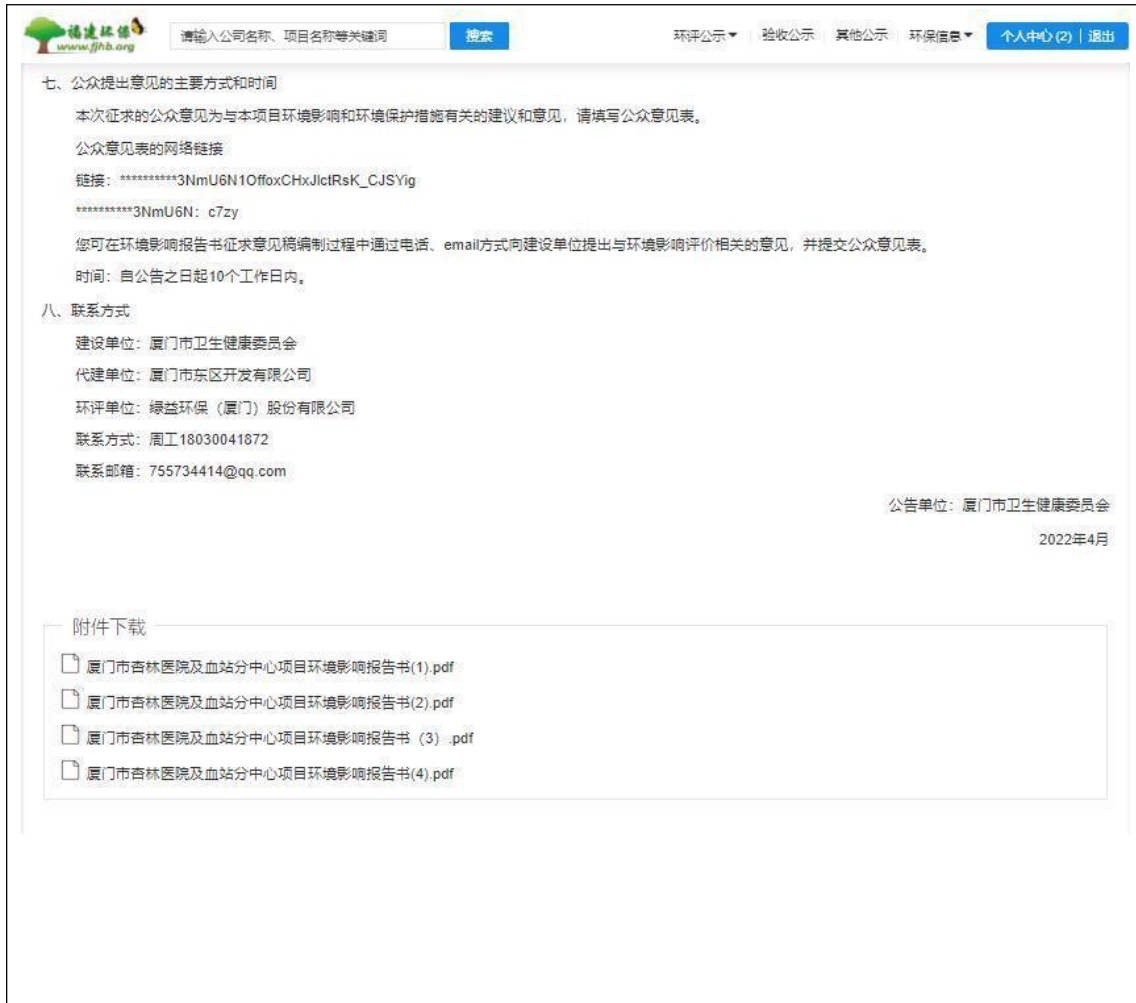 福建环保
www.fjhb.org
请输入公司名称、项目名称等关键词
搜索
环评公示
验收公示
其他公示
环保信息
个人中心(2) | 退出
七、公众提出意见的主要方式和时间
本次征求的公众意见为与本项目环境影响和环境保护措施有关的建议和意见，请填写公众意见表。
公众意见表的网络链接
链接：**********3NmU6N1OffoxCHxJlctRsK_CJSYig
**********3NmU6N：c7zy
您可在环境影响报告书征求意见稿编制过程中通过电话、email方式向建设单位提出与环境影响评价相关的意见，并提交公众意见表。
时间：自公告之日起10个工作日内。
八、联系方式
建设单位：厦门市卫生健康委员会
代建单位：厦门市东区开发有限公司
环评单位：绿益环保（厦门）股份有限公司
联系方式：周工18030041872
联系邮箱：755734414@qq.com
公告单位：厦门市卫生健康委员会
2022年4月
附件下载
厦门市杏林医院及血站分中心项目环境影响报告书(1).pdf
厦门市杏林医院及血站分中心项目环境影响报告书(2).pdf
厦门市杏林医院及血站分中心项目环境影响报告书（3）.pdf
厦门市杏林医院及血站分中心项目环境影响报告书(4).pdf